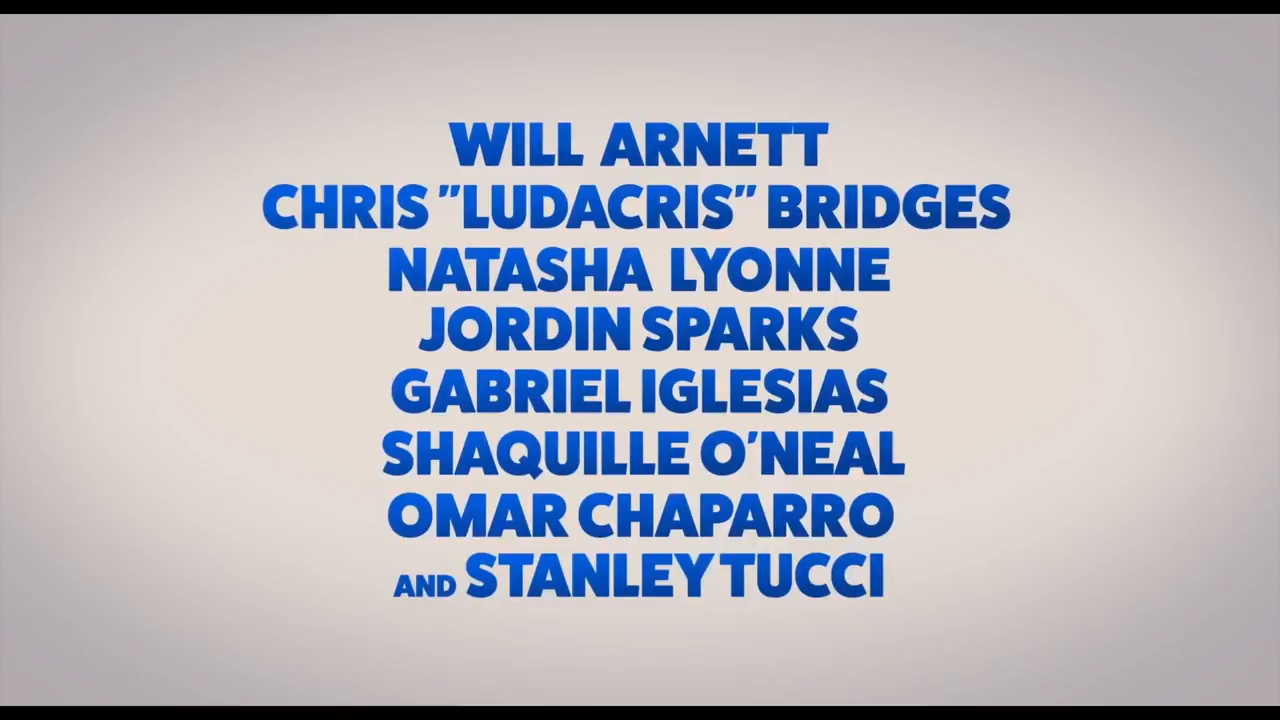 WILL ARNETT
CHRIS "LUDACRIS" BRIDGES
NATASHA LYONNE
JORDIN SPARKS
GABRIEL IGLESIAS
SHAQUILLE O'NEAL
OMAR CHAPARRO
AND STANLEY TUCCI